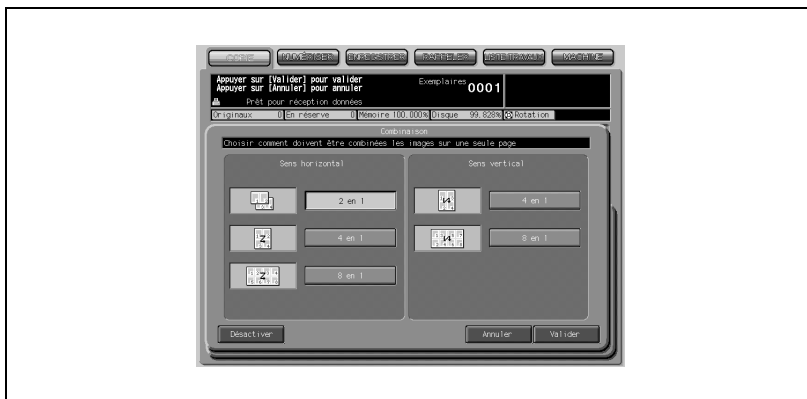 COPIE NUMÉRISER ENREGISTRER RAPPELER LISTE TRAVAUX MACHINE
Appuyer sur [Valider] pour valider
Appuyer sur [Annuler] pour annuler
Exemplaires 0001
Prêt pour réception données
Originaux 0 En réserve 0 Mémoire 100.000% Disque 99.828% Rotation
Combinaison
Choisir comment doivent être combinées les images sur une seule page
Sens horizontal Sens vertical
2 en 1 4 en 1
4 en 1 8 en 1
8 en 1
Désactiver Annuler Valider